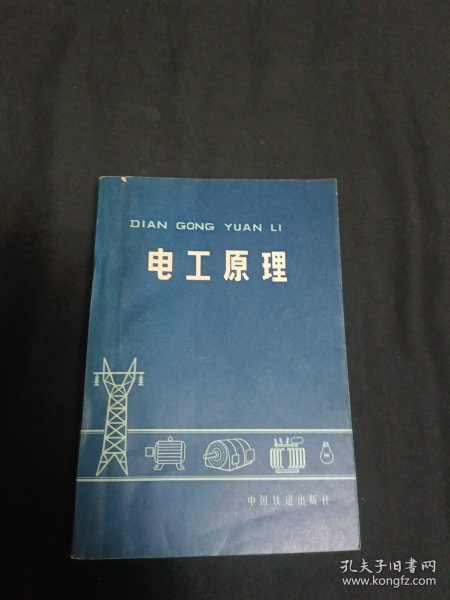 DIAN GONG YUAN LI
电工原理
中国铁道出版社
孔夫子旧书网
www.kongfz.com